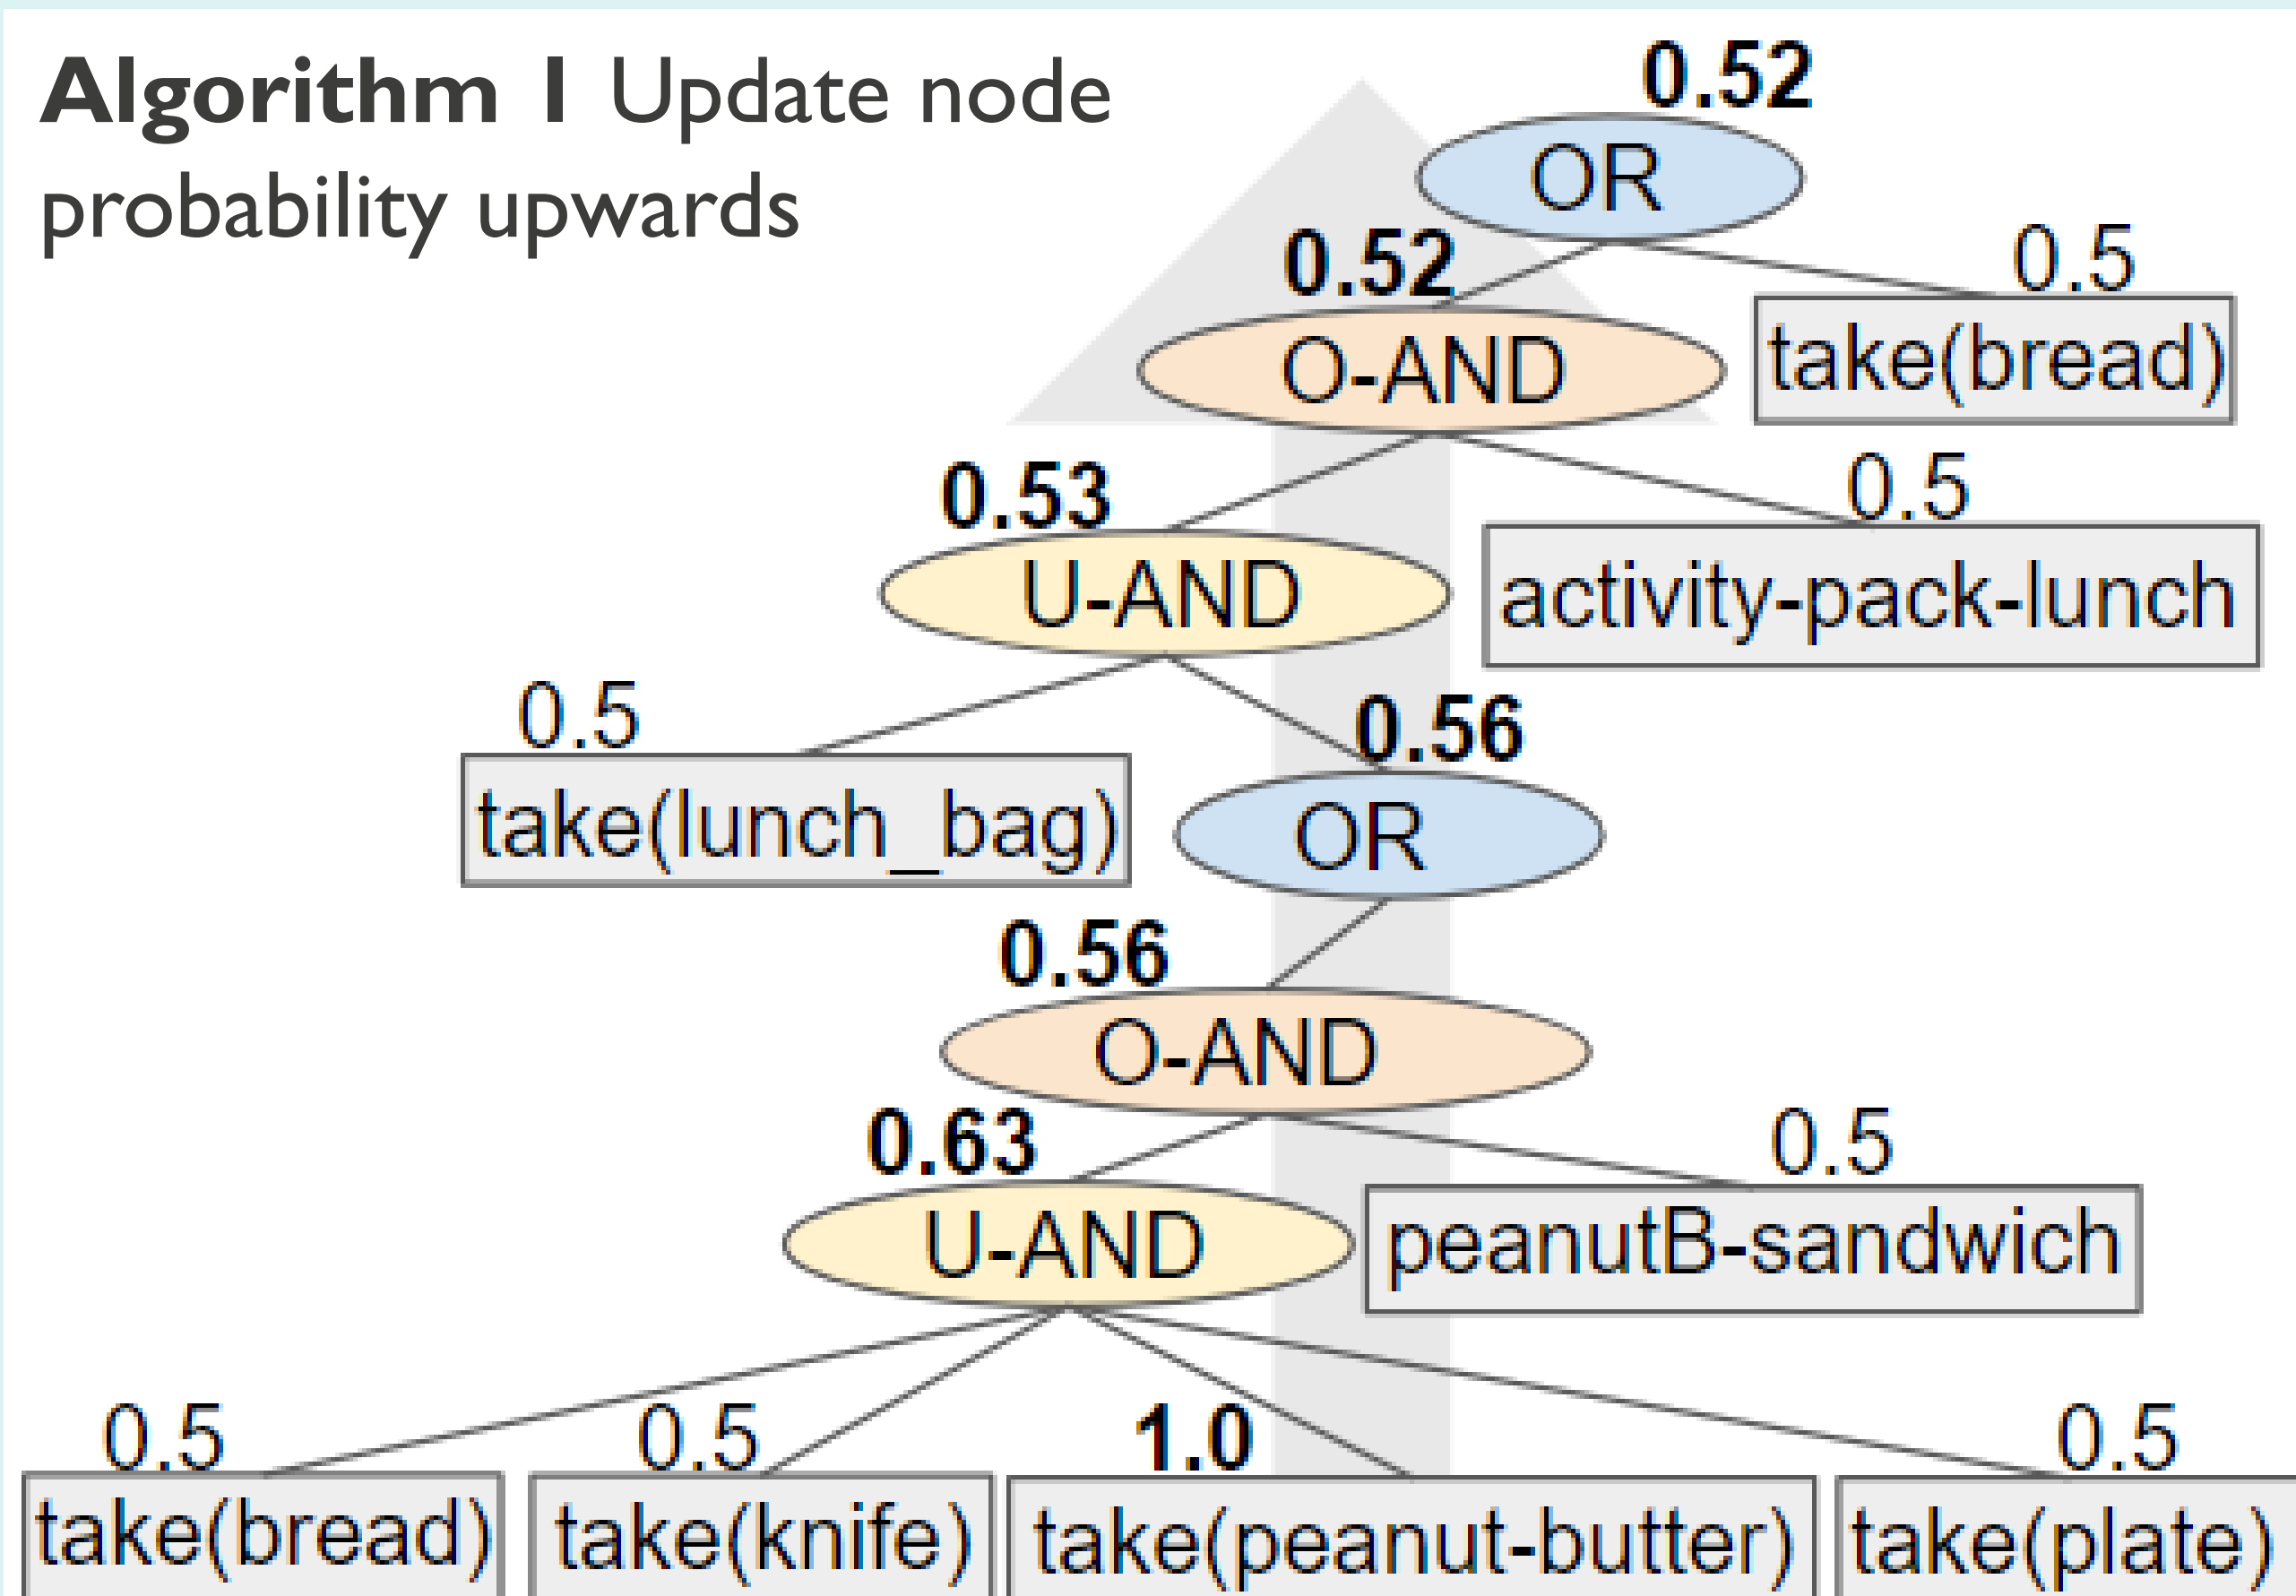 Algorithm 1 Update node
probability upwards
0.52
OR
0.52
0.5
O-AND
take(bread)
0.53
0.5
U-AND
activity-pack-lunch
0.5
0.56
take(lunch_bag)
OR
0.56
O-AND
0.63
0.5
U-AND
peanutB-sandwich
0.5
0.5
1.0
0.5
take(bread)
take(knife)
take(peanut-butter)
take(plate)